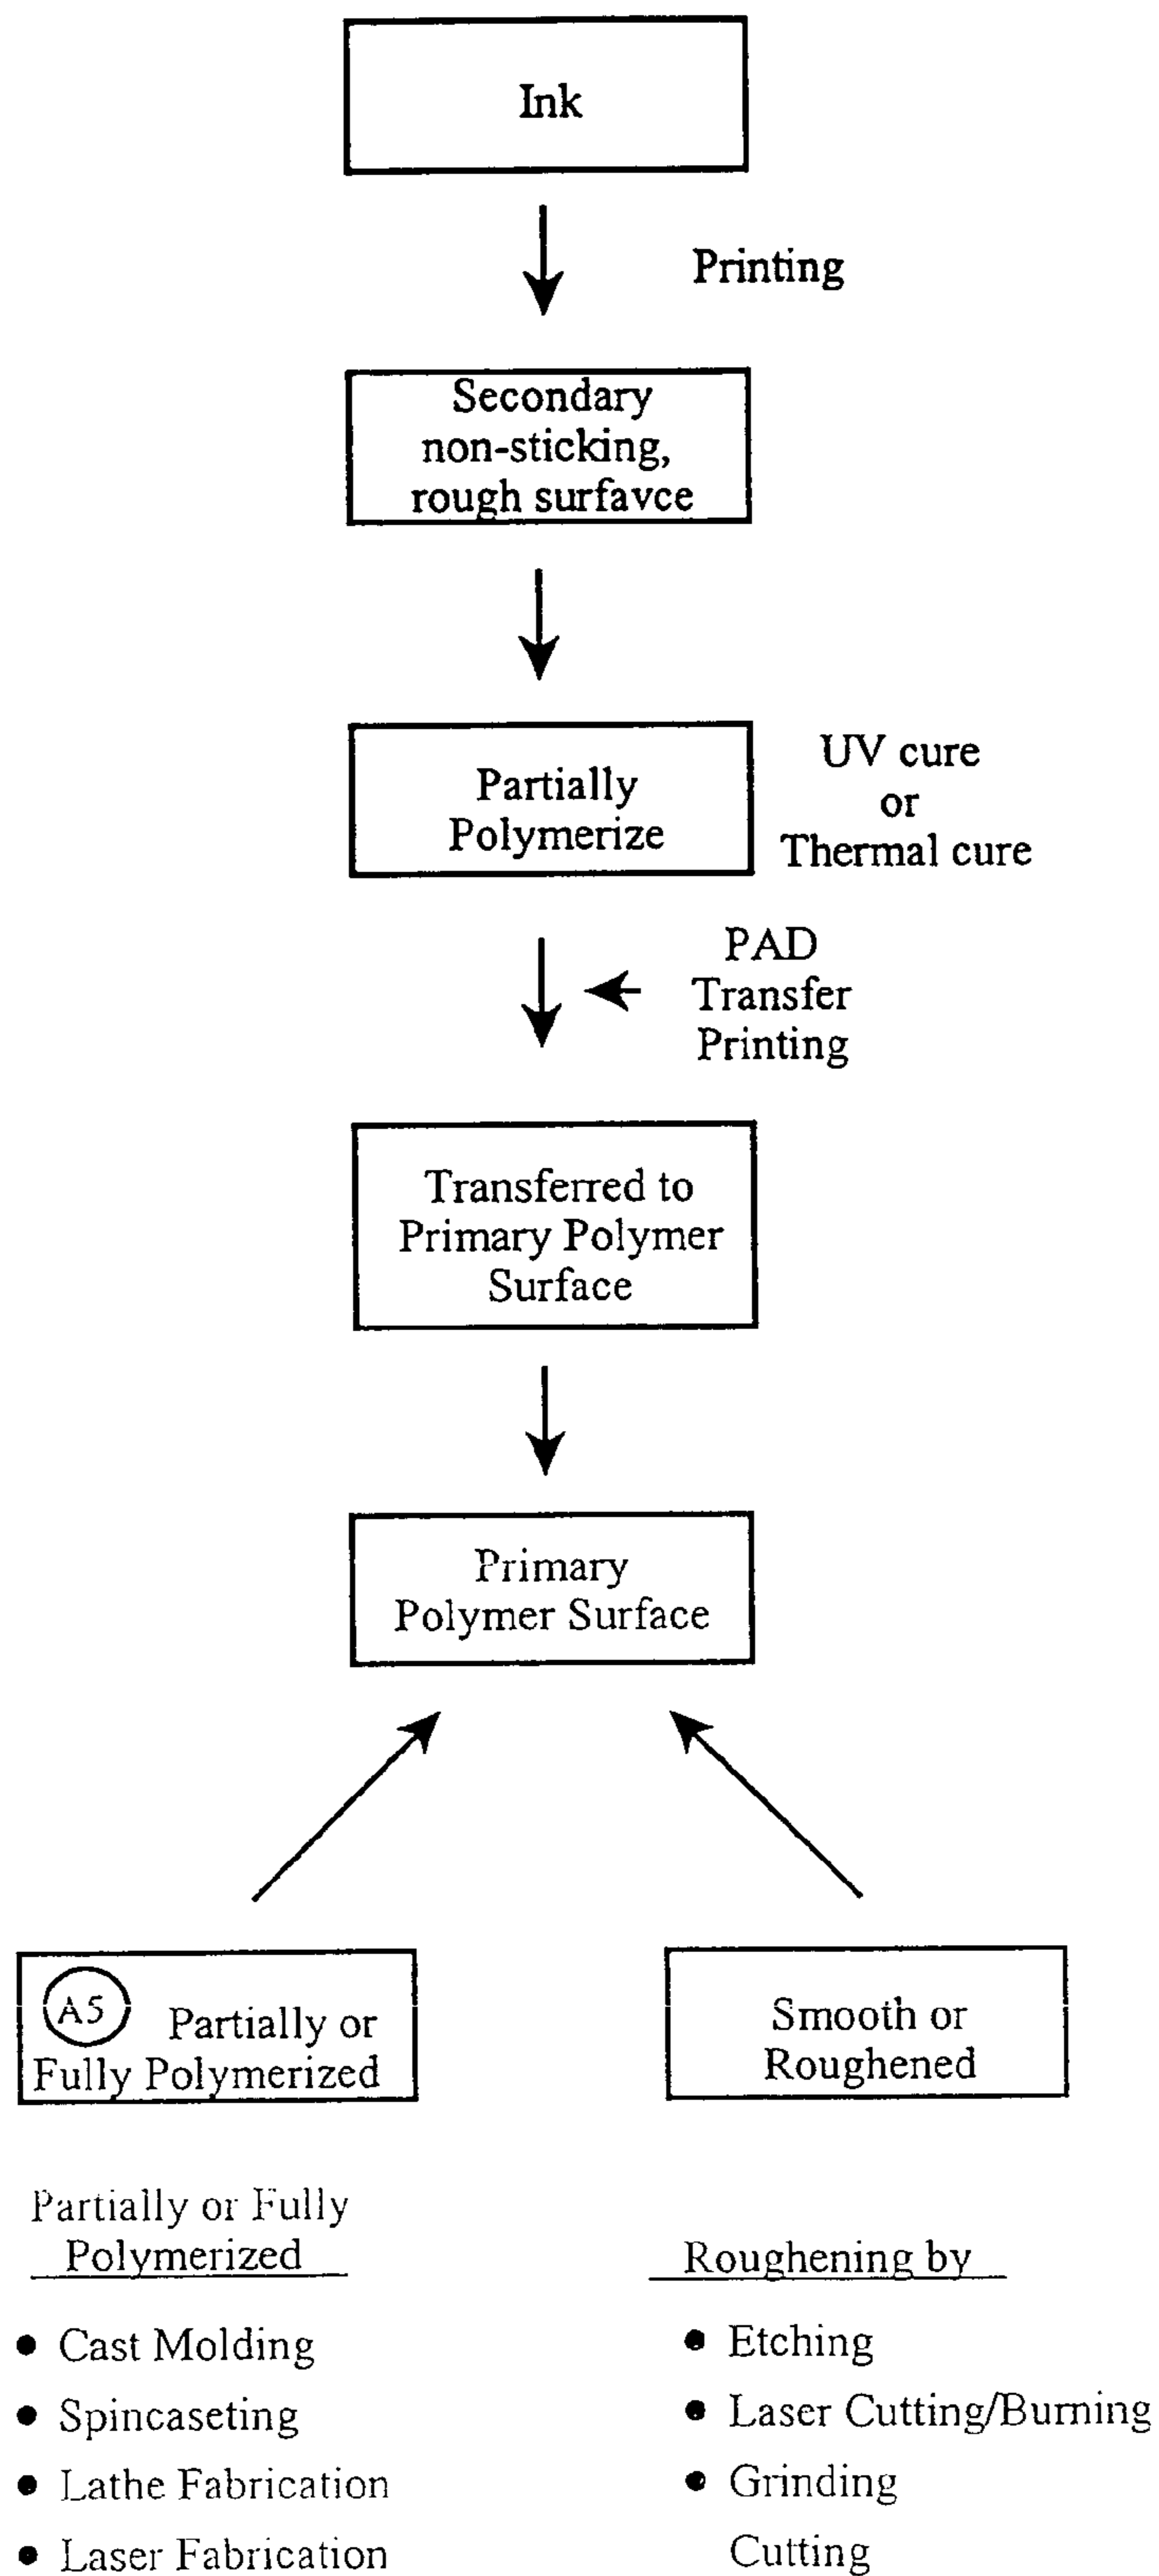 Ink
Printing
Secondary
non-sticking,
rough surfavce
Partially
Polymerize
UV cure
or
Thermal cure
PAD
Transfer
Printing
Transferred to
Primary Polymer
Surface
Primary
Polymer Surface
A5 Partially or
Fully Polymerized
Smooth or
Roughened
Partially or Fully
Polymerized
• Cast Molding
• Spincaseting
• Lathe Fabrication
• Laser Fabrication
Roughening by
• Etching
• Laser Cutting/Burning
• Grinding
Cutting